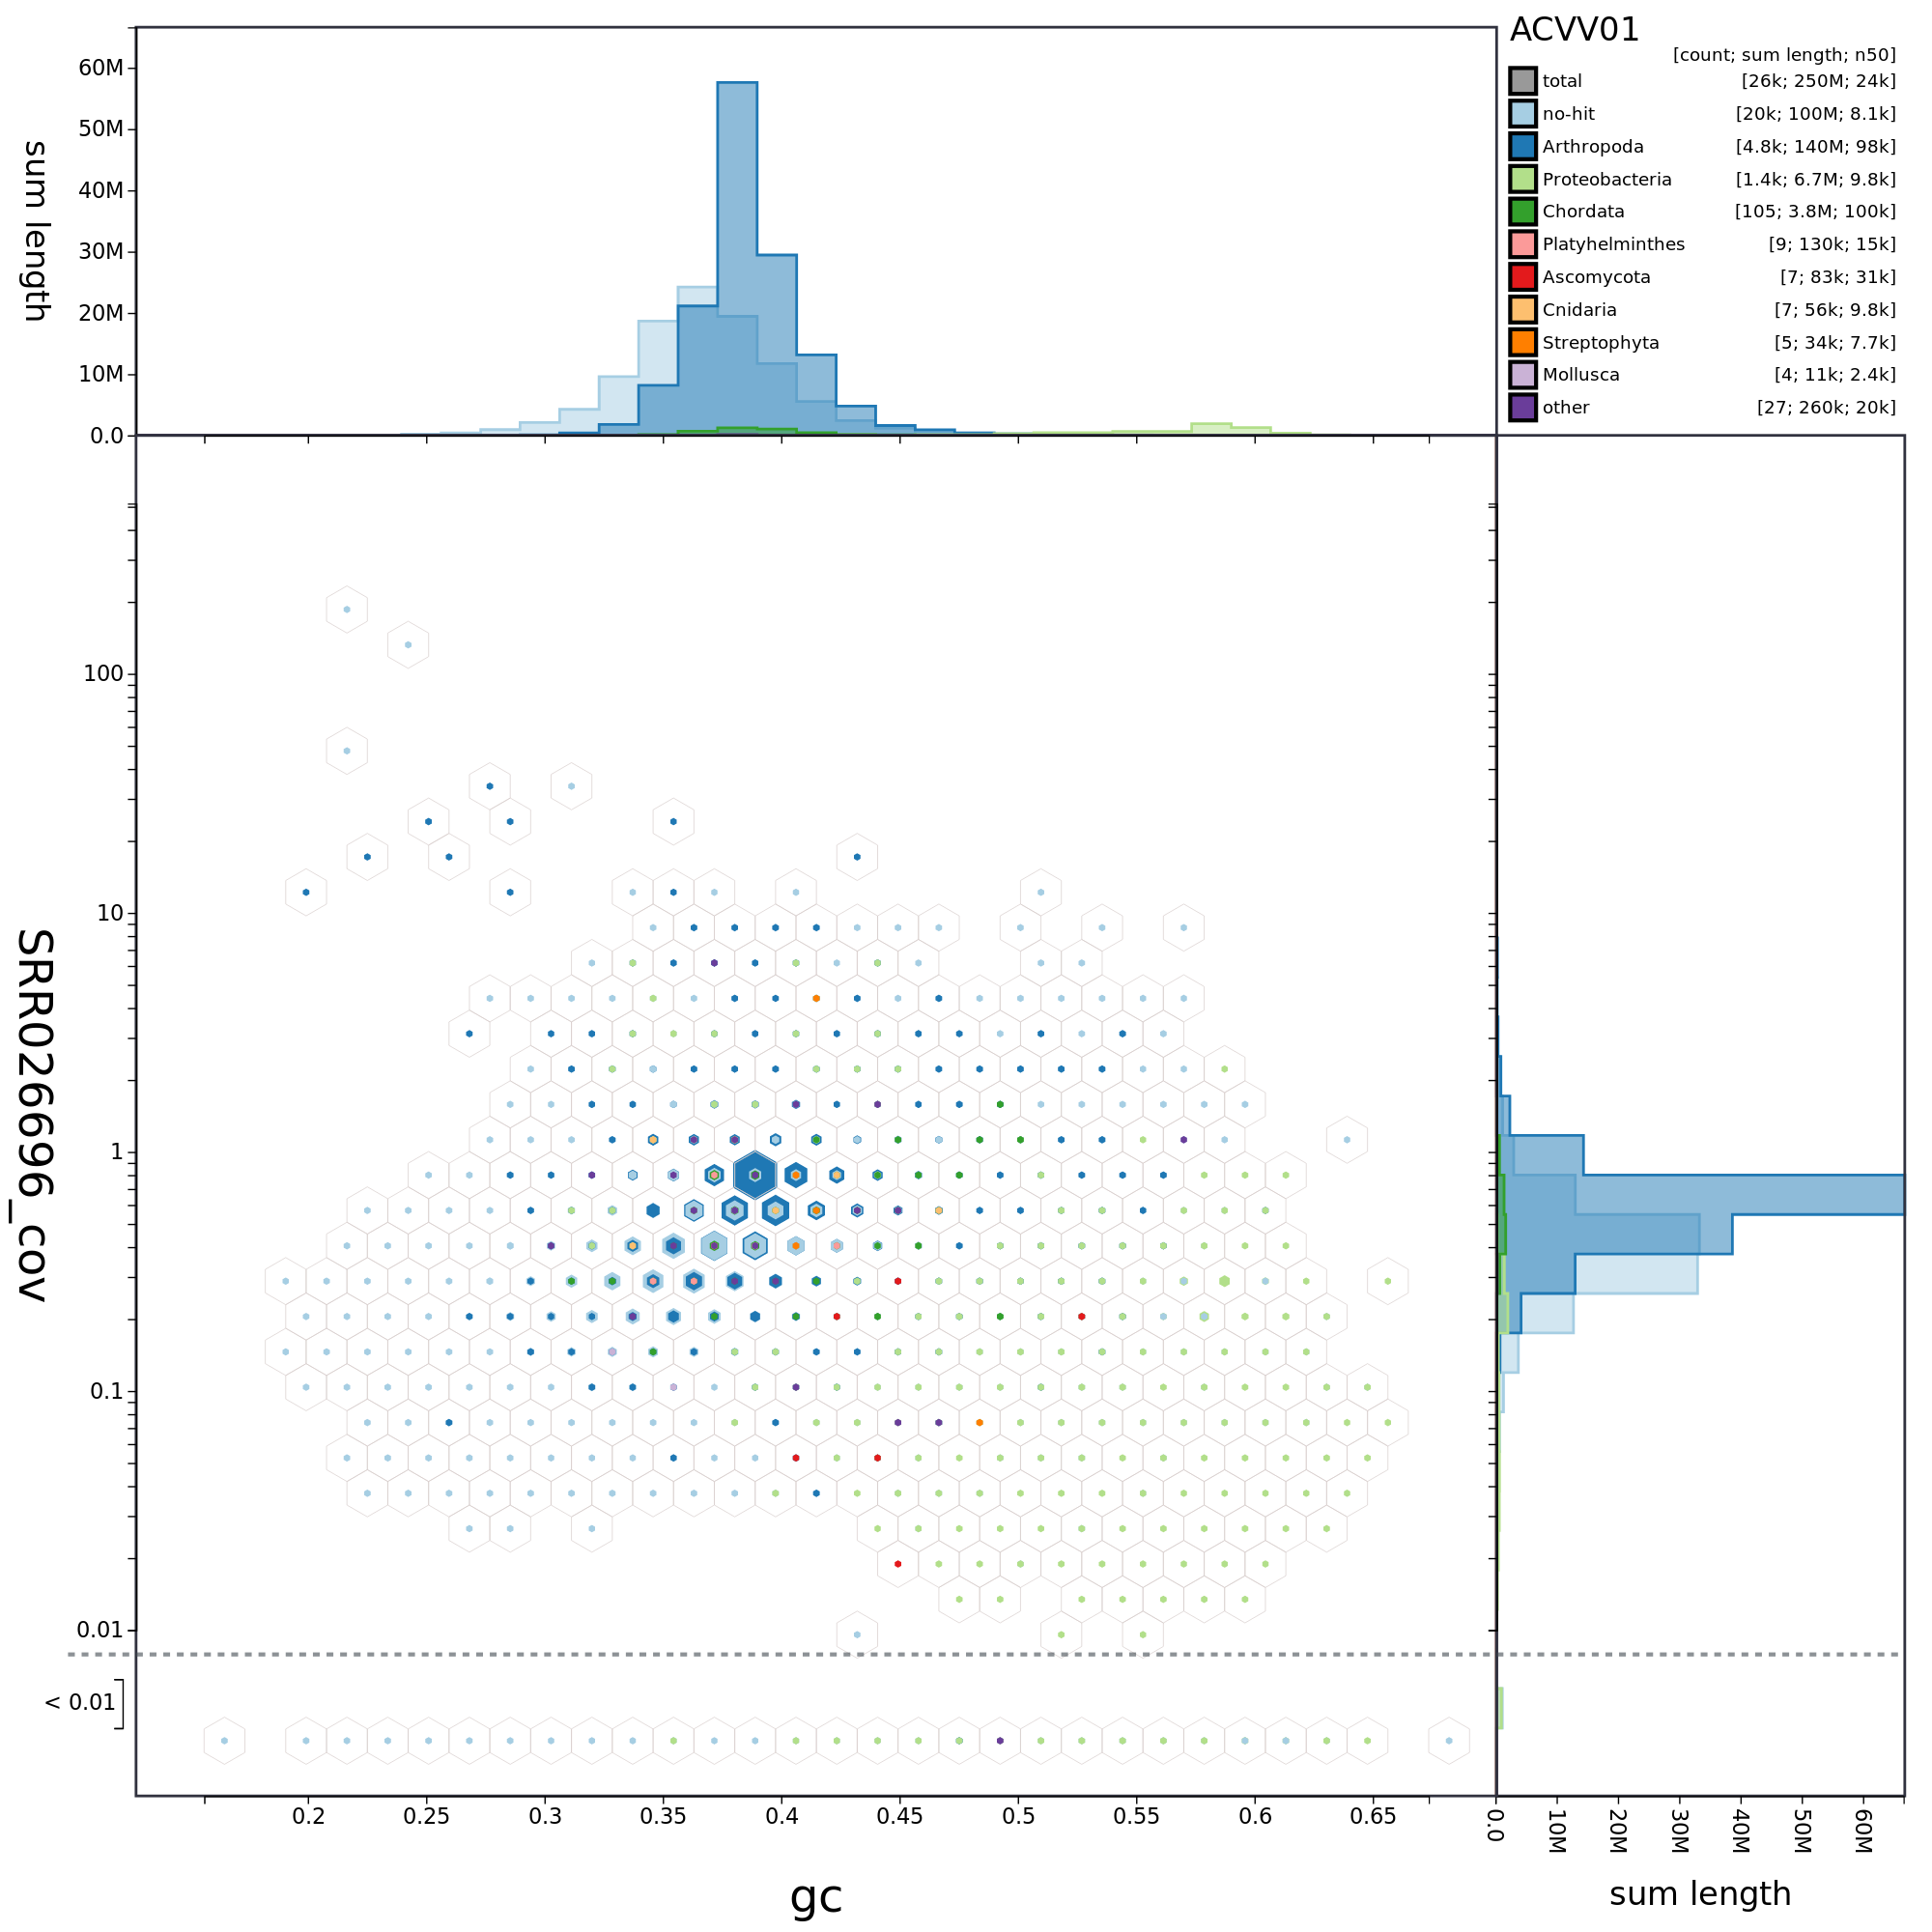 ACVV01
[count; sum length; n50]
total [26k; 250M; 24k]
no-hit [20k; 100M; 8.1k]
Arthropoda [4.8k; 140M; 98k]
Proteobacteria [1.4k; 6.7M; 9.8k]
Chordata [105; 3.8M; 100k]
Platyhelminthes [9; 130k; 15k]
Ascomycota [7; 83k; 31k]
Cnidaria [7; 56k; 9.8k]
Streptophyta [5; 34k; 7.7k]
Mollusca [4; 11k; 2.4k]
other [27; 260k; 20k]
sum length
60M
50M
40M
30M
20M
10M
0.0
SRR026696_cov
100
10
1
0.1
0.01
< 0.01
0.2 0.25 0.3 0.35 0.4 0.45 0.5 0.55 0.6 0.65
gc
0.0 10M 20M 30M 40M 50M 60M
sum length